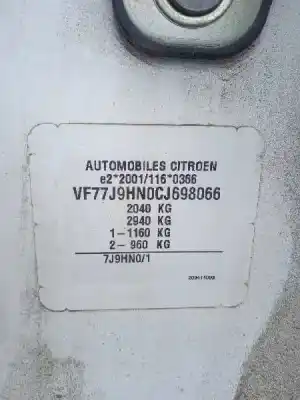 AUTOMOBILES CITROEN
e2*2001/116*0366
VF77J9HN0CJ698066
2040 KG
2940 KG
1-1160 KG
2- 960 KG
7J9HN0/1